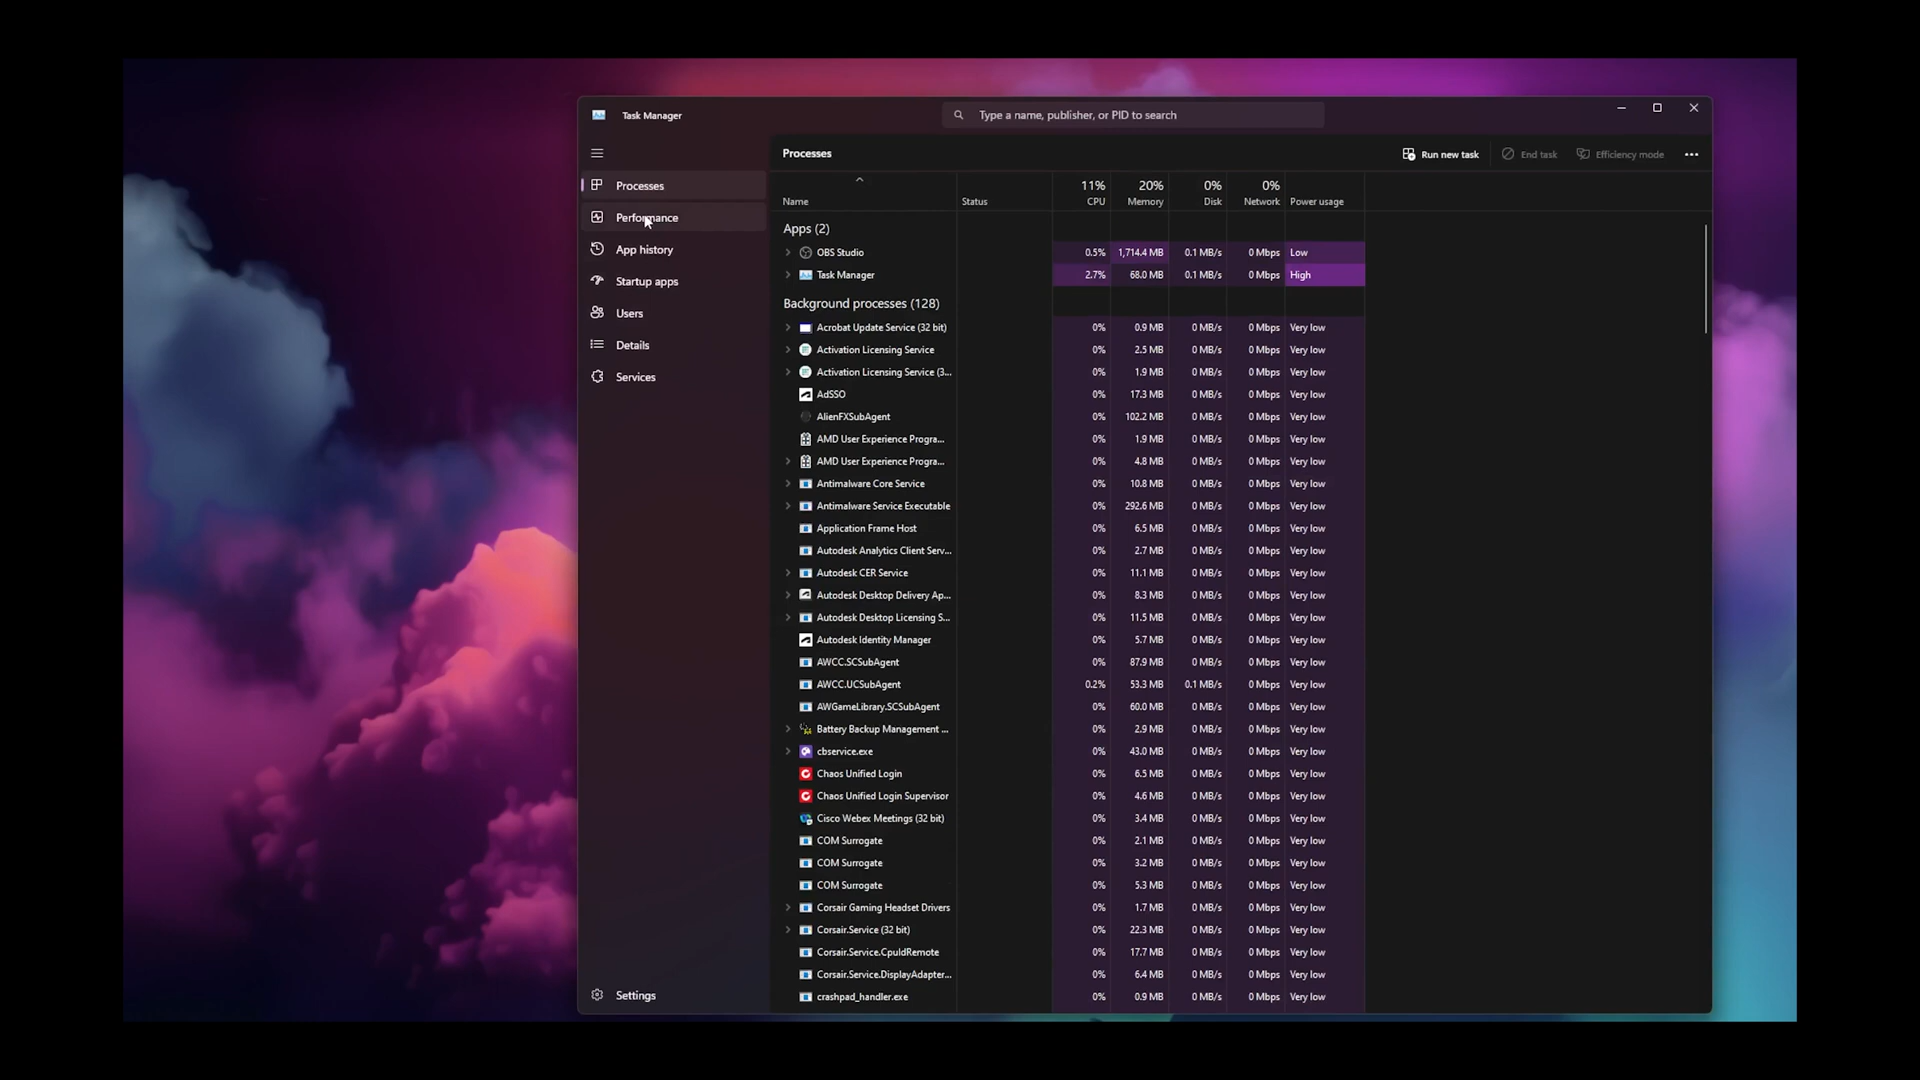 Task Manager
Type a name, publisher, or PID to search
Processes
Run new task
End task
Efficiency mode
Processes
Performance
App history
Startup apps
Users
Details
Services
Settings
11% 20% 0% 0%
Name Status CPU Memory Disk Network Power usage
Apps (2)
OBS Studio 0.5% 1,714.4 MB 0.1 MB/s 0 Mbps Low
Task Manager 2.7% 68.0 MB 0.1 MB/s 0 Mbps High
Background processes (128)
Acrobat Update Service (32 bit) 0% 0.9 MB 0 MB/s 0 Mbps Very low
Activation Licensing Service 0% 2.5 MB 0 MB/s 0 Mbps Very low
Activation Licensing Service (3... 0% 1.9 MB 0 MB/s 0 Mbps Very low
AdSSO 0% 17.3 MB 0 MB/s 0 Mbps Very low
AlienFXSubAgent 0% 102.2 MB 0 MB/s 0 Mbps Very low
AMD User Experience Progra... 0% 1.9 MB 0 MB/s 0 Mbps Very low
AMD User Experience Progra... 0% 4.8 MB 0 MB/s 0 Mbps Very low
Antimalware Core Service 0% 10.8 MB 0 MB/s 0 Mbps Very low
Antimalware Service Executable 0% 292.6 MB 0 MB/s 0 Mbps Very low
Application Frame Host 0% 6.5 MB 0 MB/s 0 Mbps Very low
Autodesk Analytics Client Serv... 0% 2.7 MB 0 MB/s 0 Mbps Very low
Autodesk CER Service 0% 11.1 MB 0 MB/s 0 Mbps Very low
Autodesk Desktop Delivery Ap... 0% 8.3 MB 0 MB/s 0 Mbps Very low
Autodesk Desktop Licensing S... 0% 11.5 MB 0 MB/s 0 Mbps Very low
Autodesk Identity Manager 0% 5.7 MB 0 MB/s 0 Mbps Very low
AWCC.SCSubAgent 0% 87.9 MB 0 MB/s 0 Mbps Very low
AWCC.UCSubAgent 0.2% 53.3 MB 0.1 MB/s 0 Mbps Very low
AWGameLibrary.SCSubAgent 0% 60.0 MB 0 MB/s 0 Mbps Very low
Battery Backup Management ... 0% 2.9 MB 0 MB/s 0 Mbps Very low
cbservice.exe 0% 43.0 MB 0 MB/s 0 Mbps Very low
Chaos Unified Login 0% 6.5 MB 0 MB/s 0 Mbps Very low
Chaos Unified Login Supervisor 0% 4.6 MB 0 MB/s 0 Mbps Very low
Cisco Webex Meetings (32 bit) 0% 3.4 MB 0 MB/s 0 Mbps Very low
COM Surrogate 0% 2.1 MB 0 MB/s 0 Mbps Very low
COM Surrogate 0% 3.2 MB 0 MB/s 0 Mbps Very low
COM Surrogate 0% 5.3 MB 0 MB/s 0 Mbps Very low
Corsair Gaming Headset Drivers 0% 1.7 MB 0 MB/s 0 Mbps Very low
Corsair.Service (32 bit) 0% 22.3 MB 0 MB/s 0 Mbps Very low
Corsair.Service.CpuIdRemote 0% 17.7 MB 0 MB/s 0 Mbps Very low
Corsair.Service.DisplayAdapter... 0% 6.4 MB 0 MB/s 0 Mbps Very low
crashpad_handler.exe 0% 0.9 MB 0 MB/s 0 Mbps Very low